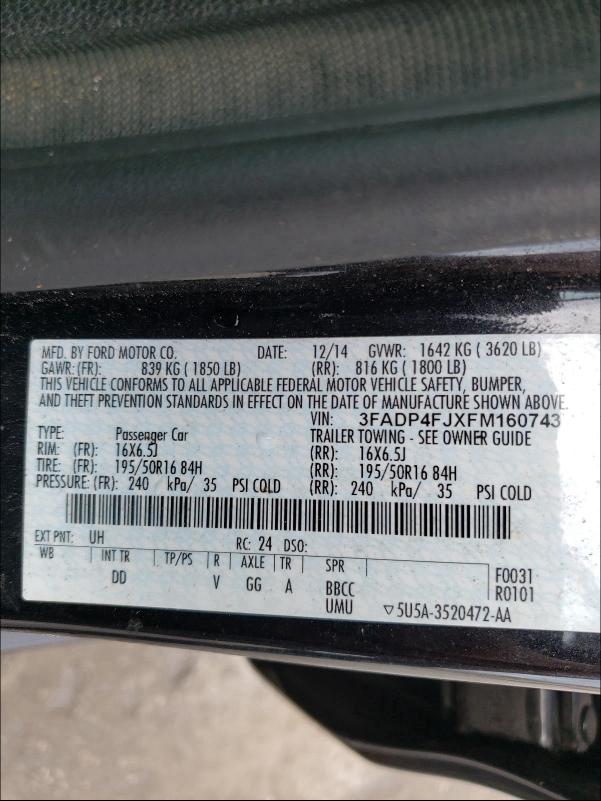 MFD. BY FORD MOTOR CO. DATE: 12/14 GVWR: 1642 KG ( 3620 LB)
GAWR: (FR): 839 KG ( 1850 LB) (RR): 816 KG ( 1800 LB)
THIS VEHICLE CONFORMS TO ALL APPLICABLE FEDERAL MOTOR VEHICLE SAFETY, BUMPER,
AND THEFT PREVENTION STANDARDS IN EFFECT ON THE DATE OF MANUFACTURE SHOWN ABOVE.
VIN: 3FADP4FJXFM160743
TYPE: Passenger Car TRAILER TOWING - SEE OWNER GUIDE
RIM: (FR): 16X6.5J (RR): 16X6.5J
TIRE: (FR): 195/50R16 84H (RR): 195/50R16 84H
PRESSURE: (FR): 240 kPa/ 35 PSI COLD (RR): 240 kPa/ 35 PSI COLD
EXT PNT: UH RC: 24 DSO:
WB INT TR TP/PS R AXLE TR SPR
DD V GG A BBCC F0031
UMU R0101
▽5U5A-3520472-AA